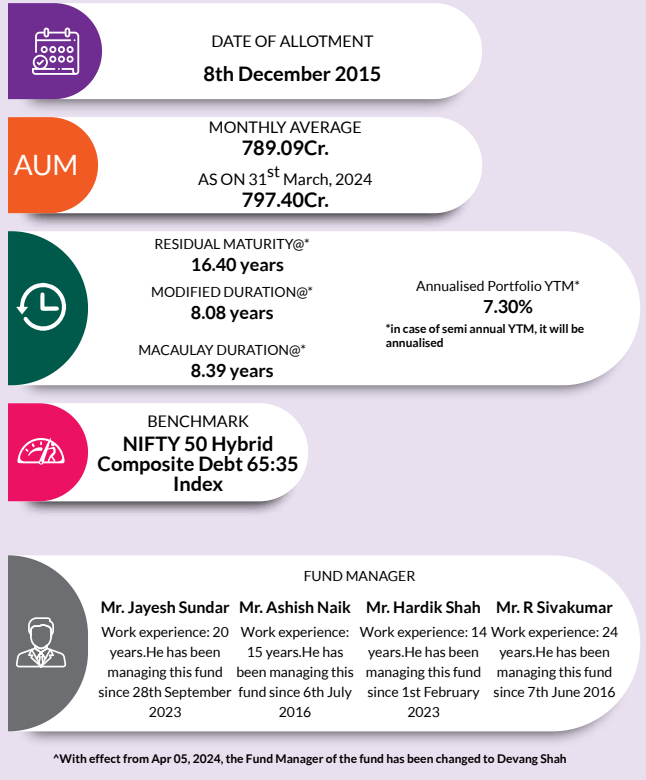 DATE OF ALLOTMENT
8th December 2015
AUM
MONTHLY AVERAGE
789.09Cr.
AS ON 31st March, 2024
797.40Cr.
RESIDUAL MATURITY@*
16.40 years
MODIFIED DURATION@*
8.08 years
MACAULAY DURATION@*
8.39 years
Annualised Portfolio YTM*
7.30%
*in case of semi annual YTM, it will be
annualised
BENCHMARK
NIFTY 50 Hybrid
Composite Debt 65:35
Index
FUND MANAGER
Mr. Jayesh Sundar
Work experience: 20
years.He has been
managing this fund
since 28th September
2023
Mr. Ashish Naik
Work experience:
15 years.He has
been managing this
fund since 6th July
2016
Mr. Hardik Shah
Work experience: 14
years.He has been
managing this fund
since 1st February
2023
Mr. R Sivakumar
Work experience: 24
years.He has been
managing this fund
since 7th June 2016
^With effect from Apr 05, 2024, the Fund Manager of the fund has been changed to Devang Shah